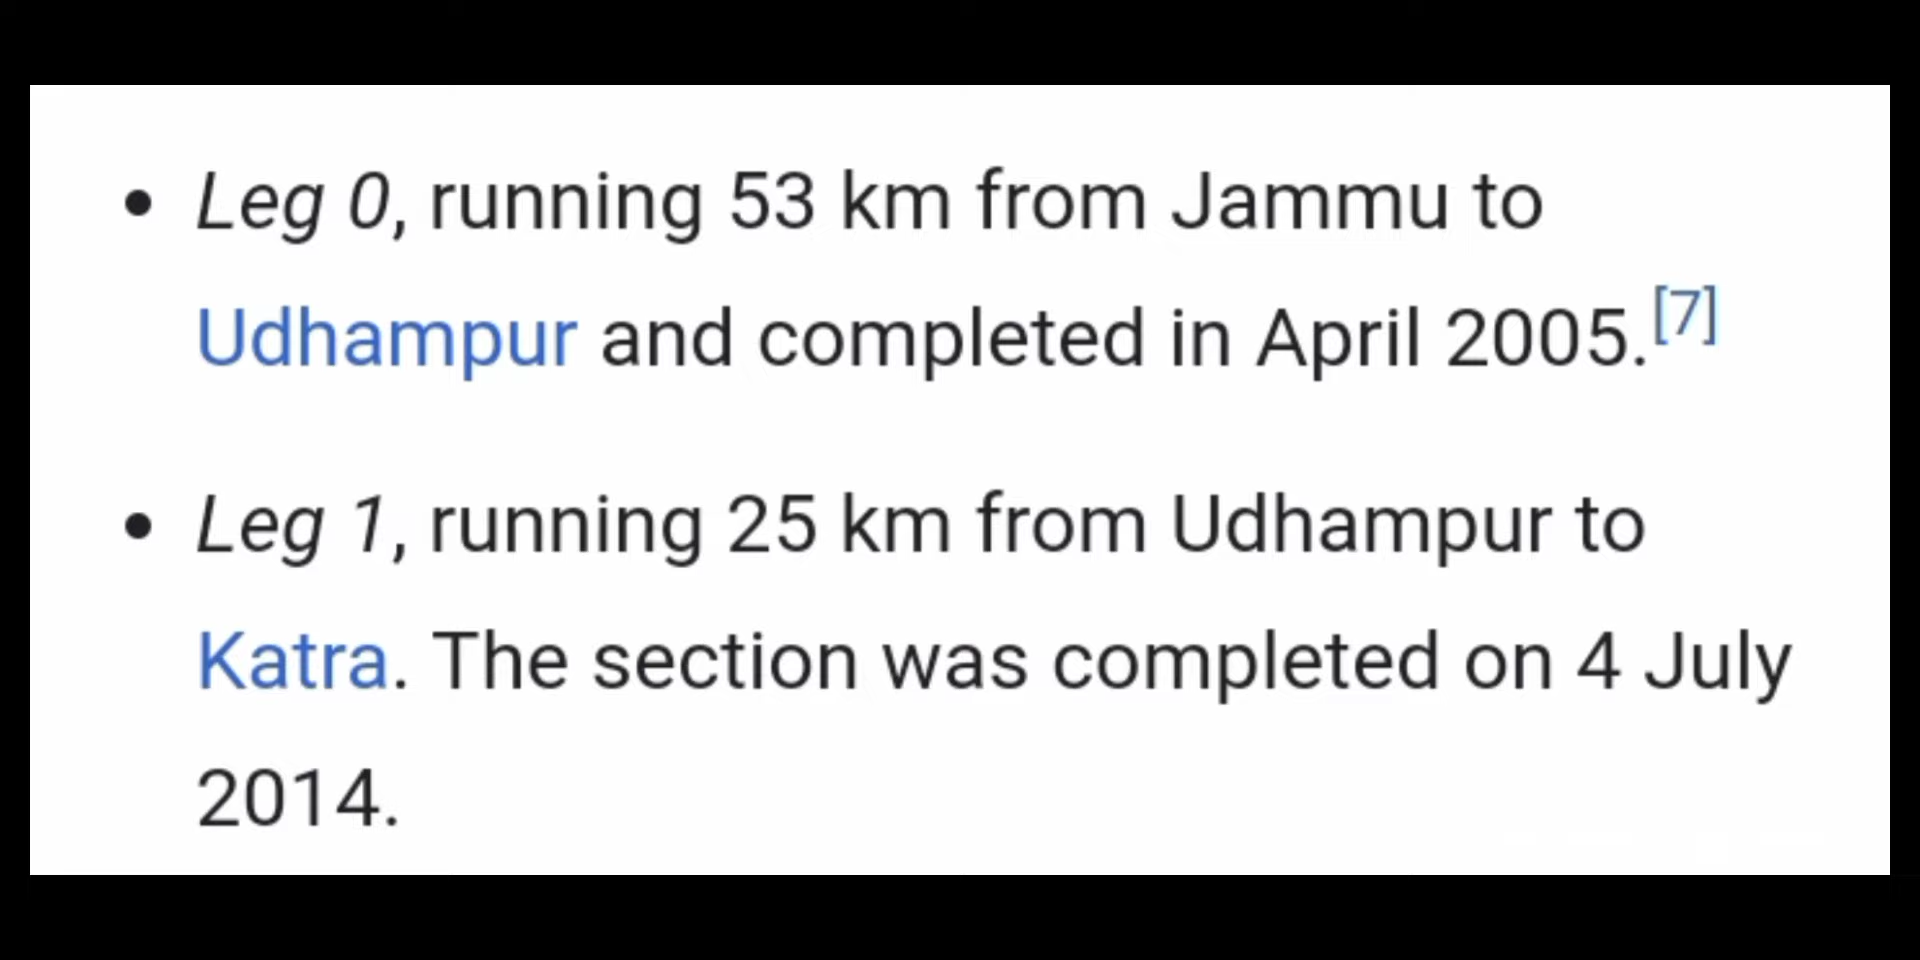 • Leg 0, running 53 km from Jammu to
Udhampur and completed in April 2005.[7]
• Leg 1, running 25 km from Udhampur to
Katra. The section was completed on 4 July
2014.